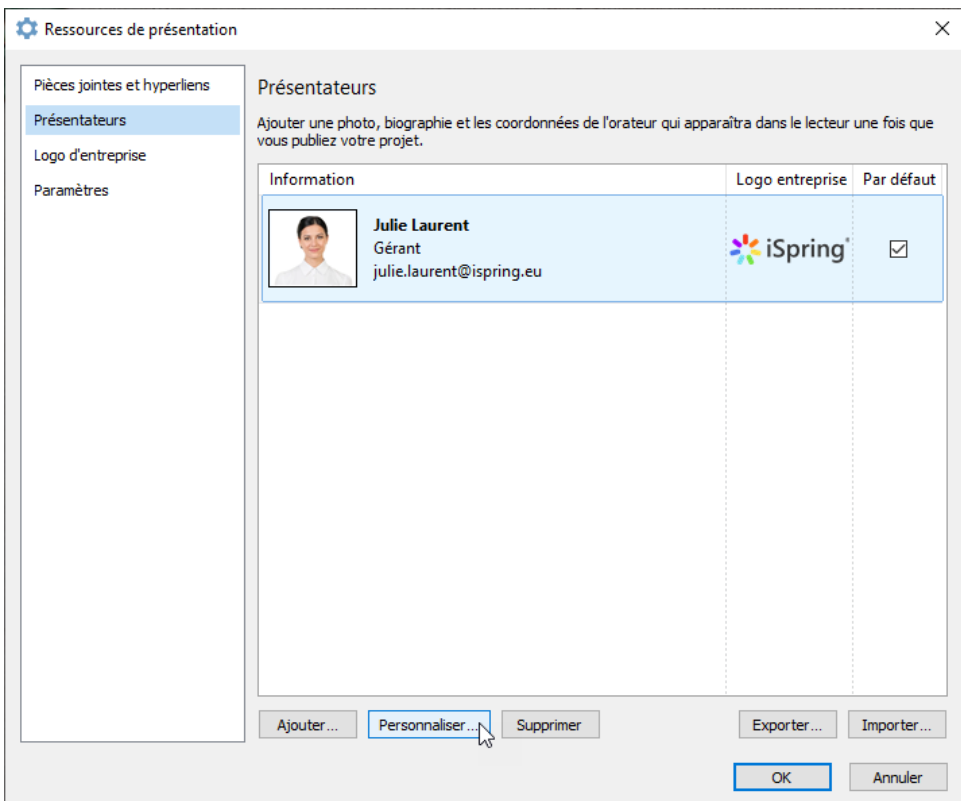 Ressources de présentation
Pièces jointes et hyperliens
Présentateurs
Logo d'entreprise
Paramètres
Présentateurs
Ajouter une photo, biographie et les coordonnées de l'orateur qui apparaîtra dans le lecteur une fois que
vous publiez votre projet.
Information Logo entreprise Par défaut
Julie Laurent
Gérant
julie.laurent@ispring.eu
iSpring
Ajouter... Personnaliser... Supprimer Exporter... Importer...
OK Annuler